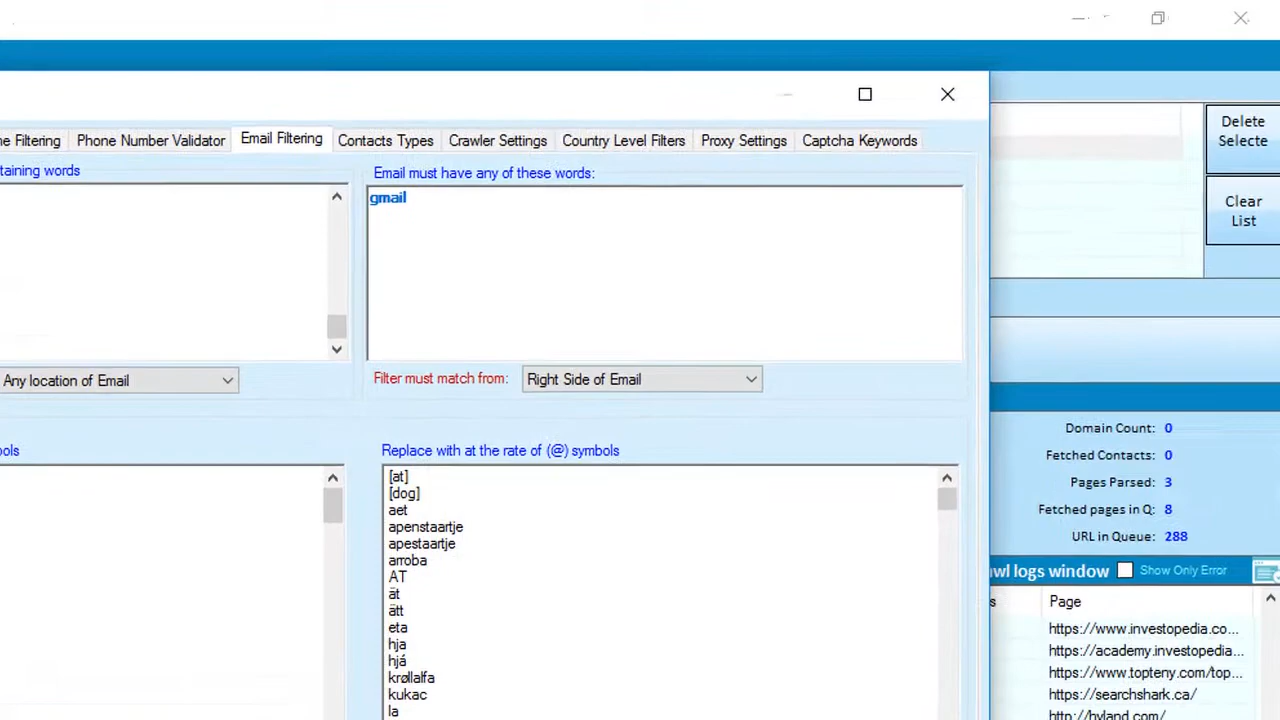 Delete
Selecte
ne Filtering
Phone Number Validator
Email Filtering
Contacts Types
Crawler Settings
Country Level Filters
Proxy Settings
Captcha Keywords
taining words
Email must have any of these words:
gmail
Clear
List
Any location of Email
Filter must match from:
Right Side of Email
Domain Count: 0
Fetched Contacts: 0
Pages Parsed: 3
Fetched pages in Q: 8
URL in Queue: 288
ools
Replace with at the rate of (@) symbols
[at]
[dog]
aet
apenstaartje
apestaartje
arroba
AT
ät
ätt
eta
hja
hjá
krøllalfa
kukac
la
wl logs window
Show Only Error
s
Page
https://www.investopedia.co...
https://academy.investopedia...
https://www.topteny.com/top...
https://searchshark.ca/
http://hyland.com/